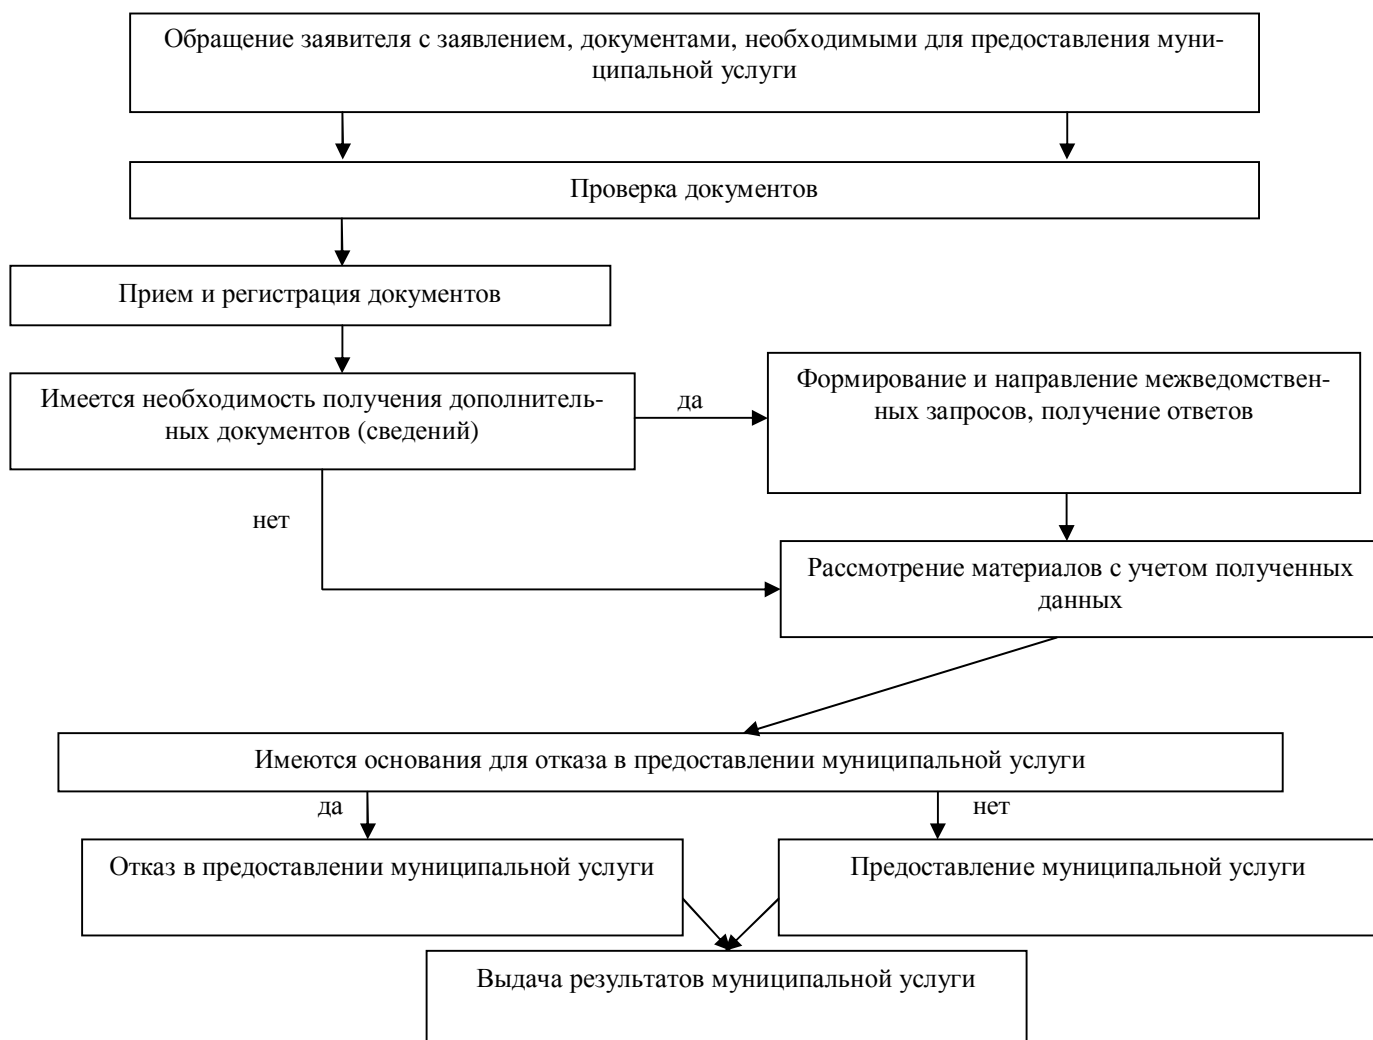 Обращение заявителя с заявлением, документами, необходимыми для предоставления муни-
ципальной услуги
Проверка документов
Прием и регистрация документов
Имеется необходимость получения дополнитель-
ных документов (сведений)
да
Формирование и направление межведомствен-
ных запросов, получение ответов
нет
Рассмотрение материалов с учетом полученных
данных
Имеются основания для отказа в предоставлении муниципальной услуги
да
нет
Отказ в предоставлении муниципальной услуги
Предоставление муниципальной услуги
Выдача результатов муниципальной услуги